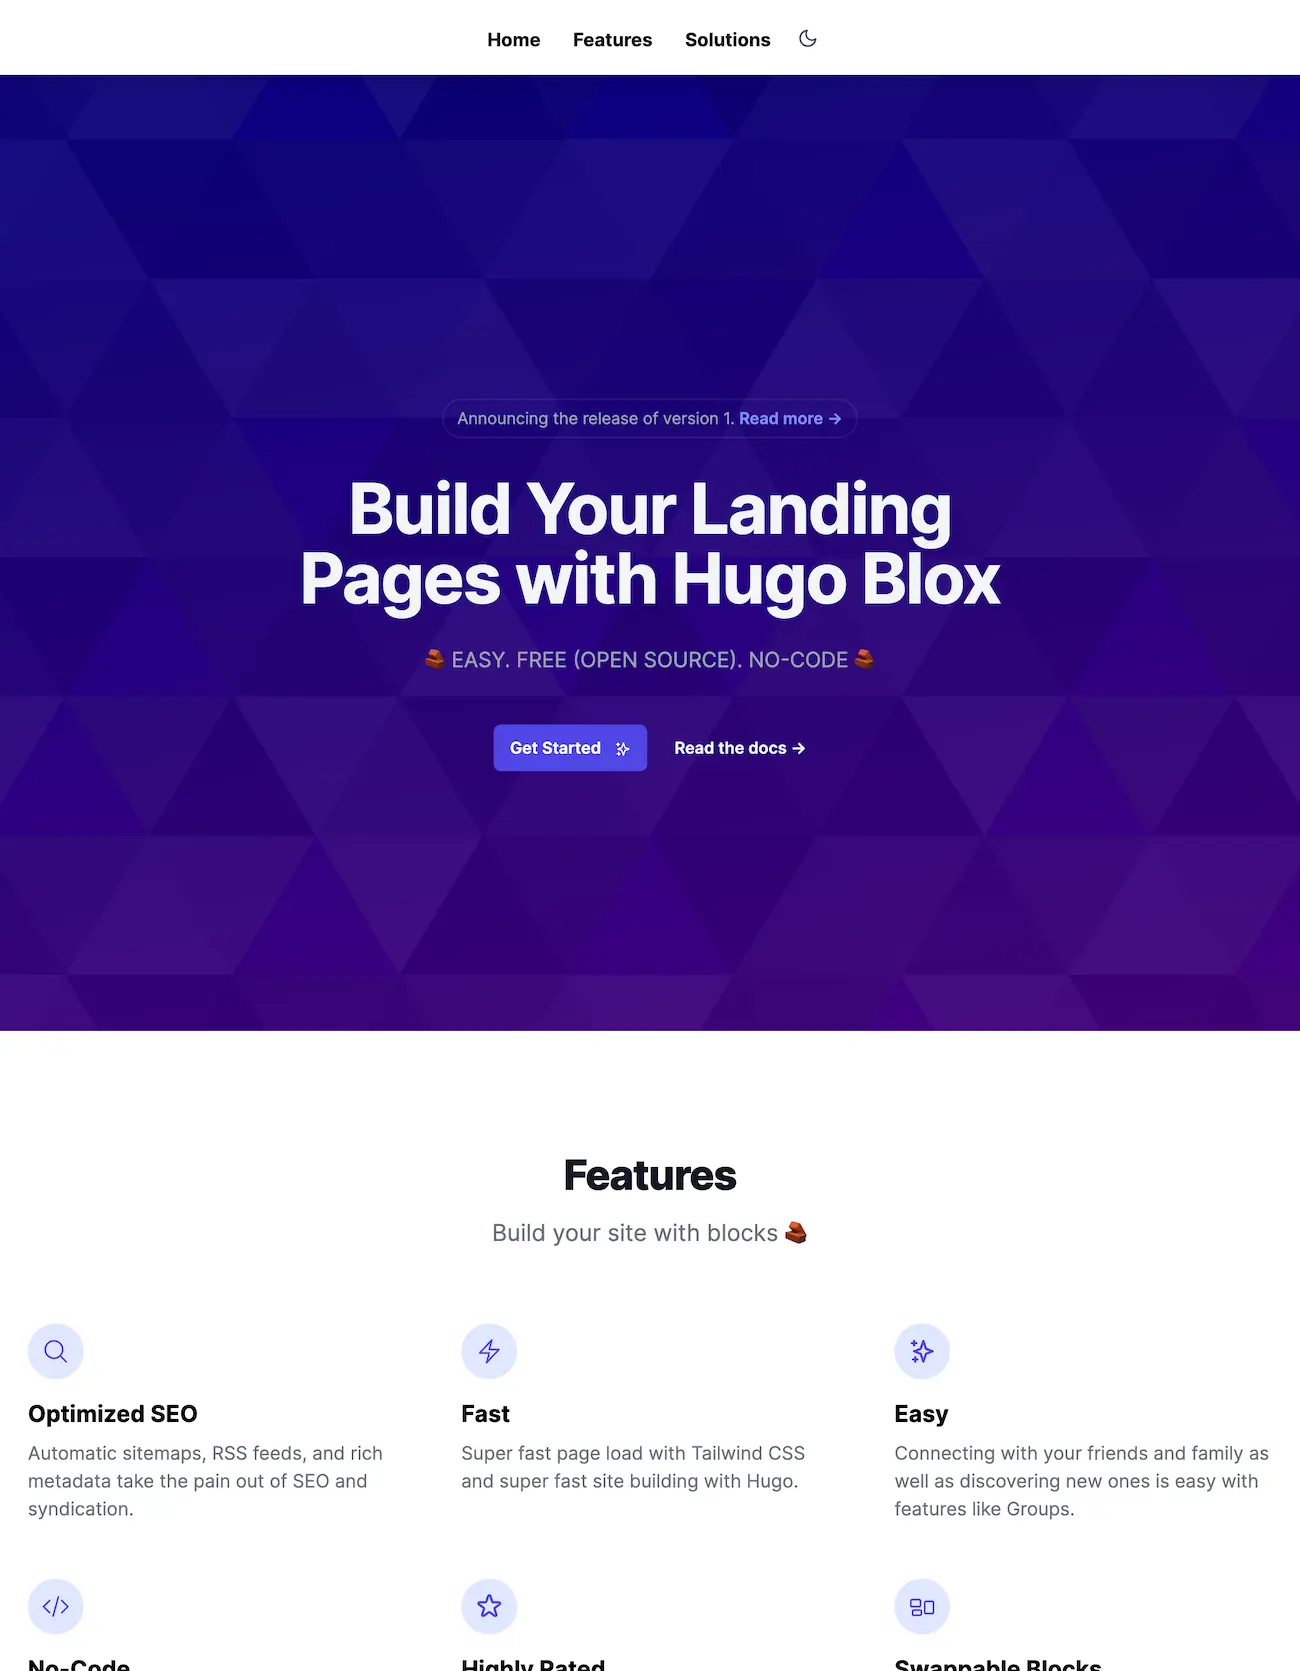 Home Features Solutions
Announcing the release of version 1. Read more →
Build Your Landing
Pages with Hugo Blox
EASY. FREE (OPEN SOURCE). NO-CODE
Get Started Read the docs →
Features
Build your site with blocks
Optimized SEO
Automatic sitemaps, RSS feeds, and rich
metadata take the pain out of SEO and
syndication.
Fast
Super fast page load with Tailwind CSS
and super fast site building with Hugo.
Easy
Connecting with your friends and family as
well as discovering new ones is easy with
features like Groups.
No-Code
Highly Rated
Swappable Blocks